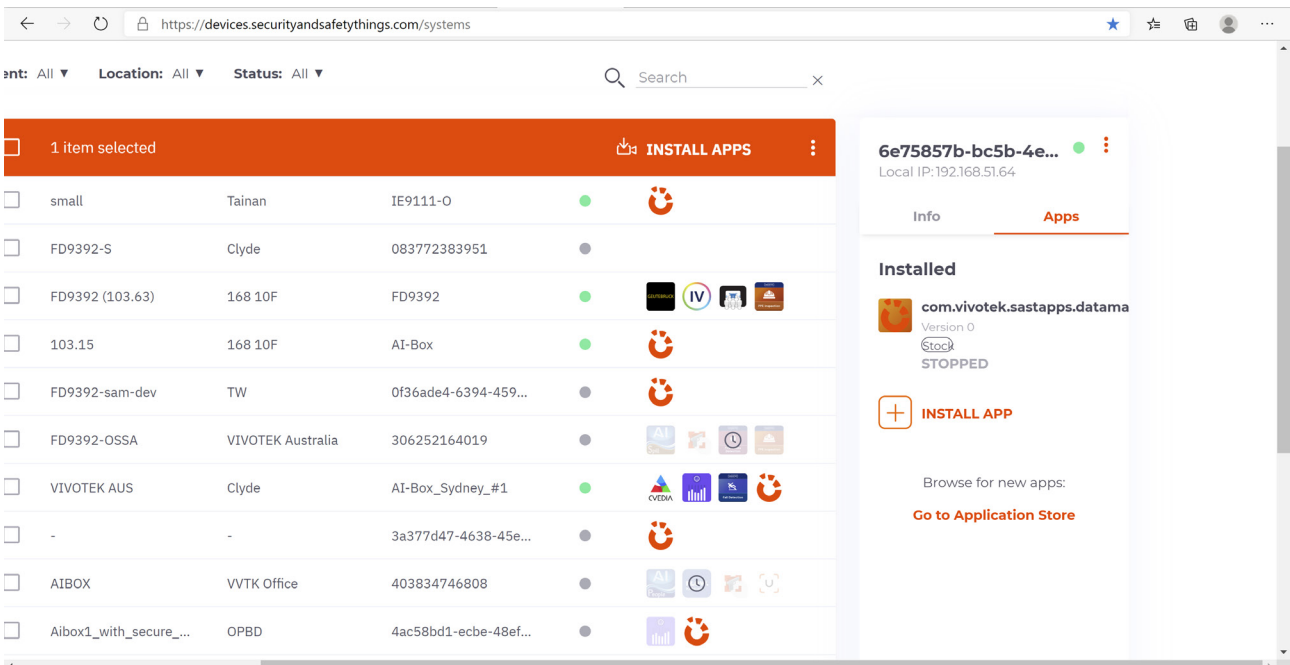 https://devices.securityandsafetythings.com/systems
ent: All ▼ Location: All ▼ Status: All ▼ Search
1 item selected INSTALL APPS
small Tainan IE9111-O
FD9392-S Clyde 083772383951
FD9392 (103.63) 168 10F FD9392
IV
103.15 168 10F AI-Box
FD9392-sam-dev TW 0f36ade4-6394-459...
FD9392-OSSA VIVOTEK Australia 306252164019
AI
VIVOTEK AUS Clyde AI-Box_Sydney_#1
CVEDIA
- - 3a377d47-4638-45e...
AIBOX VVTK Office 403834746808
AI
Aibox1_with_secure_... OPBD 4ac58bd1-ecbe-48ef...
6e75857b-bc5b-4e...
Local IP: 192.168.51.64
Info Apps
Installed
com.vivotek.sastapps.datama
Version 0
Stock
STOPPED
INSTALL APP
Browse for new apps:
Go to Application Store